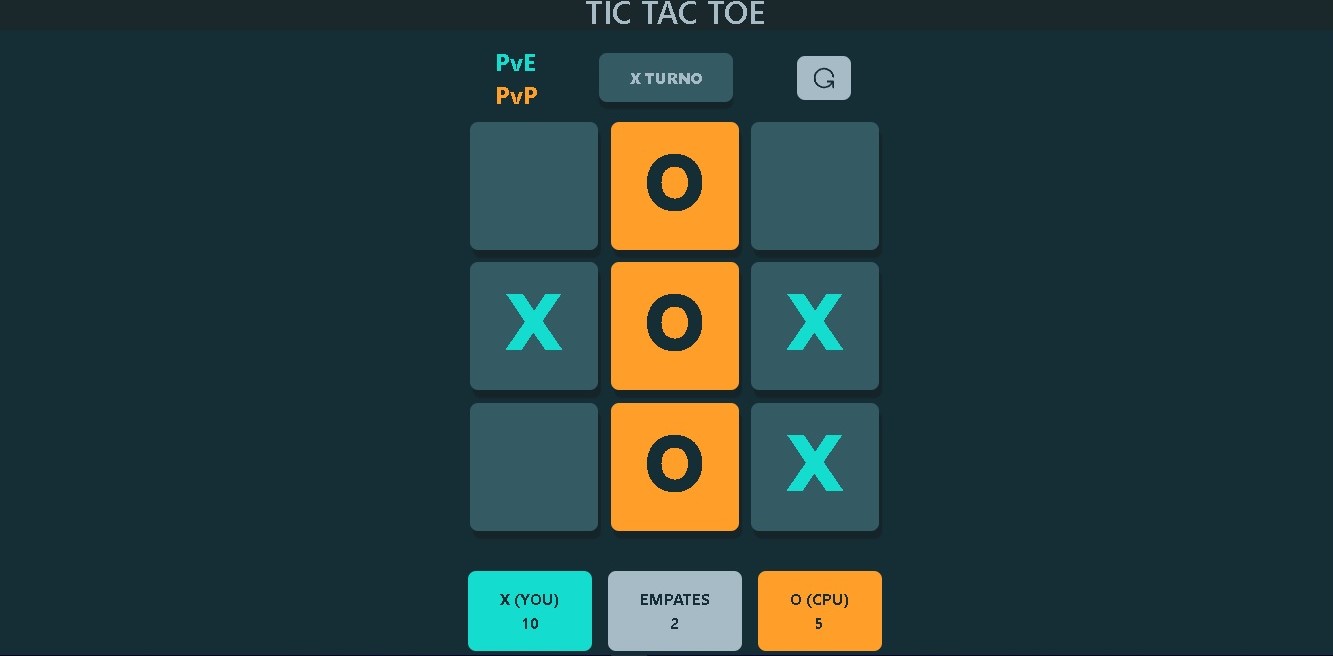 TIC TAC TOE
PvE
X TURNO
PvP
O
X O X
O X
X (YOU) EMPATES O (CPU)
10 2 5